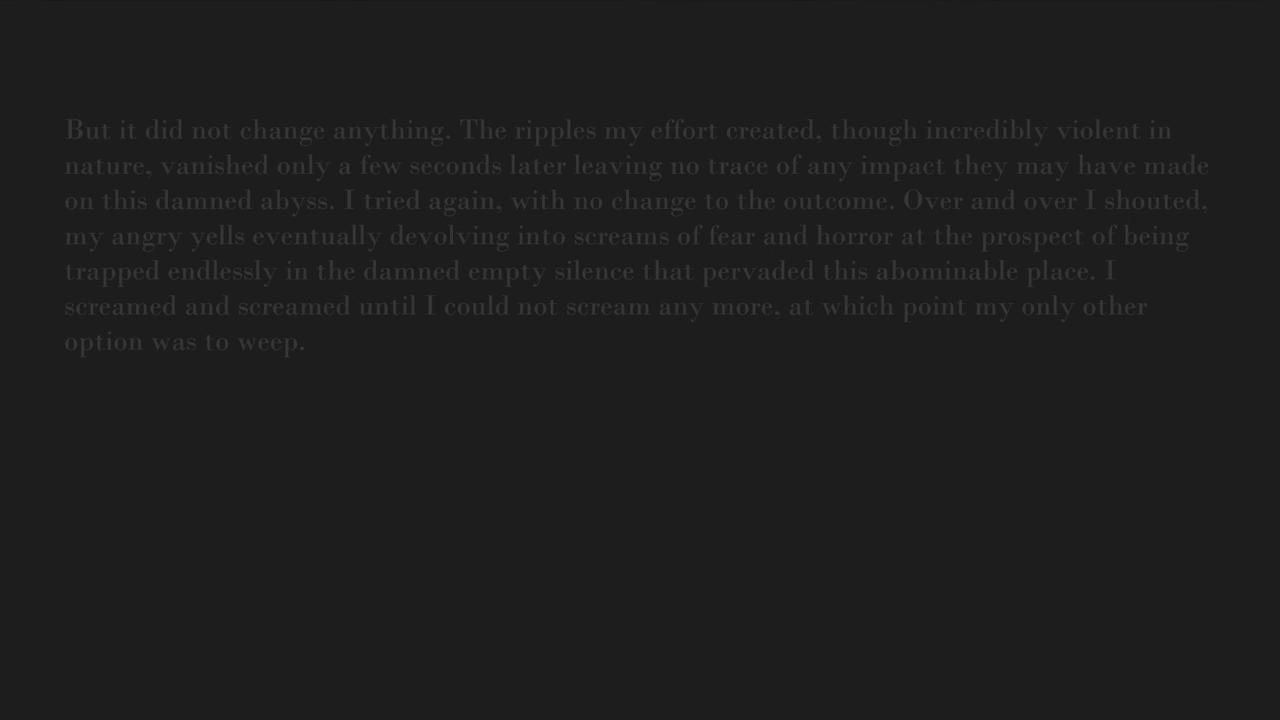 But it did not change anything. The ripples my effort created, though incredibly violent in
nature, vanished only a few seconds later leaving no trace of any impact they may have made
on this damned abyss. I tried again, with no change to the outcome. Over and over I shouted,
my angry yells eventually devolving into screams of fear and horror at the prospect of being
trapped endlessly in the damned empty silence that pervaded this abominable place. I
screamed and screamed until I could not scream any more, at which point my only other
option was to weep.